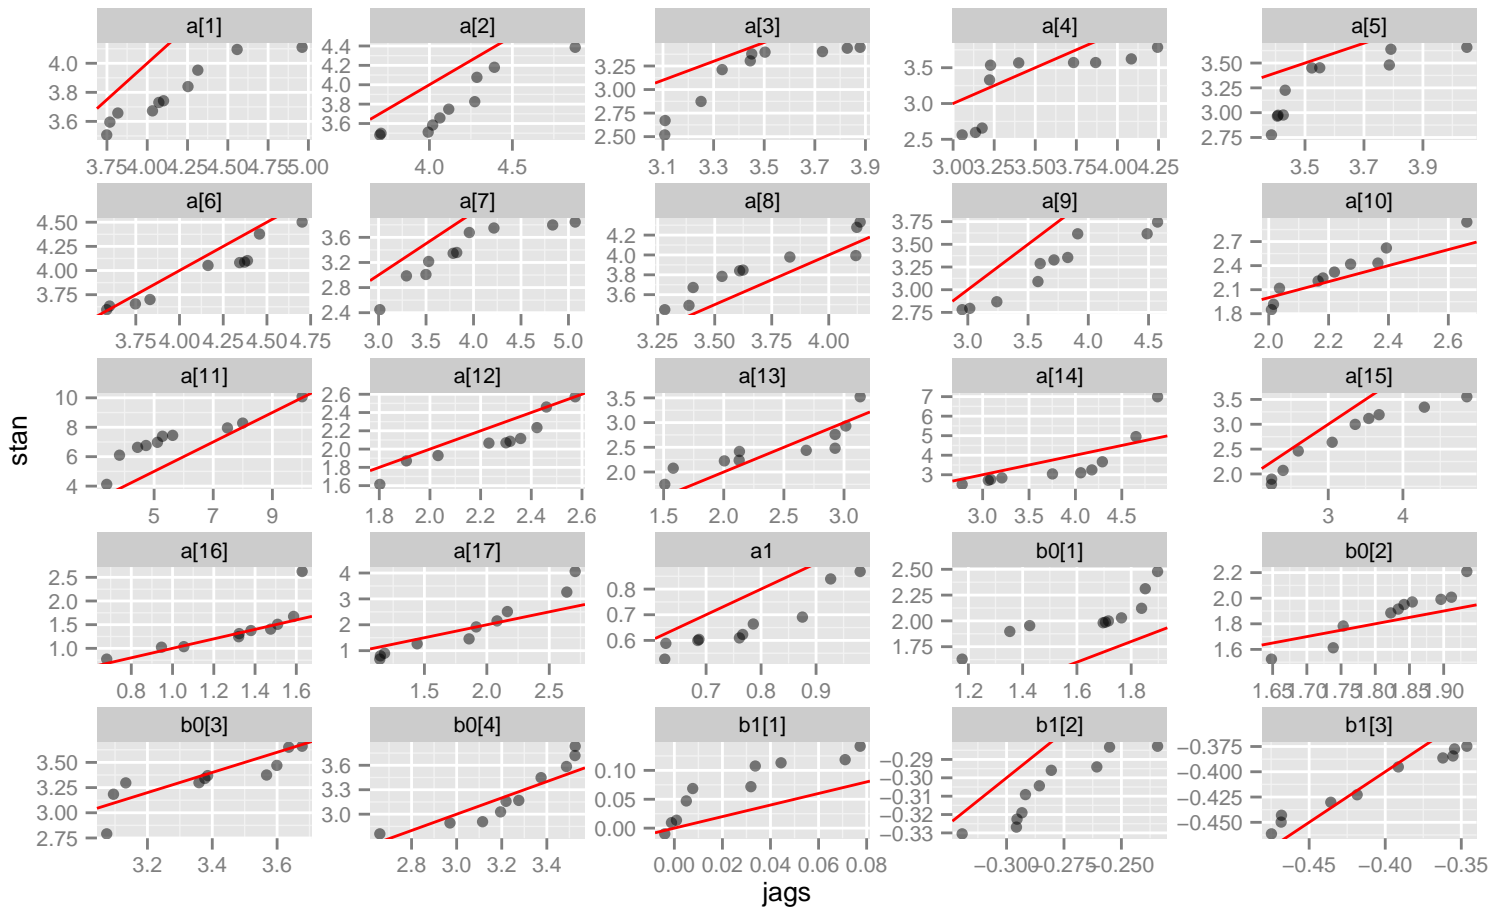 a[1] a[2] a[3] a[4] a[5]
4.0 3.8 3.6
4.4 4.2 4.0 3.8 3.6
3.25 3.00 2.75 2.50
3.5 3.0 2.5
3.50 3.25 3.00 2.75
3.75 4.00 4.25 4.50 4.75 5.00
4.0 4.5
3.1 3.3 3.5 3.7 3.9
3.00 3.25 3.50 3.75 4.00 4.25
3.5 3.7 3.9
a[6] a[7] a[8] a[9] a[10]
4.50 4.25 4.00 3.75
3.6 3.2 2.8 2.4
4.2 4.0 3.8 3.6
3.75 3.50 3.25 3.00 2.75
2.7 2.4 2.1 1.8
3.75 4.00 4.25 4.50 4.75
3.0 3.5 4.0 4.5 5.0
3.25 3.50 3.75 4.00
3.0 3.5 4.0 4.5
2.0 2.2 2.4 2.6
a[11] a[12] a[13] a[14] a[15]
10 8 6 4
2.6 2.4 2.2 2.0 1.8 1.6
3.5 3.0 2.5 2.0
7 6 5 4 3
3.5 3.0 2.5 2.0
5 7 9
1.8 2.0 2.2 2.4 2.6
1.5 2.0 2.5 3.0
3.0 3.5 4.0 4.5
3 4
stan
a[16] a[17] a1 b0[1] b0[2]
2.5 2.0 1.5 1.0
4 3 2 1
0.8 0.7 0.6
2.50 2.25 2.00 1.75
2.2 2.0 1.8 1.6
0.8 1.0 1.2 1.4 1.6
1.5 2.0 2.5
0.7 0.8 0.9
1.2 1.4 1.6 1.8
1.65 1.70 1.75 1.80 1.85 1.90
b0[3] b0[4] b1[1] b1[2] b1[3]
3.50 3.25 3.00 2.75
3.6 3.3 3.0
0.10 0.05 0.00
−0.29 −0.30 −0.31 −0.32 −0.33
−0.375 −0.400 −0.425 −0.450
3.2 3.4 3.6
2.8 3.0 3.2 3.4
0.00 0.02 0.04 0.06 0.08
−0.300 −0.275 −0.250
−0.45 −0.40 −0.35
jags